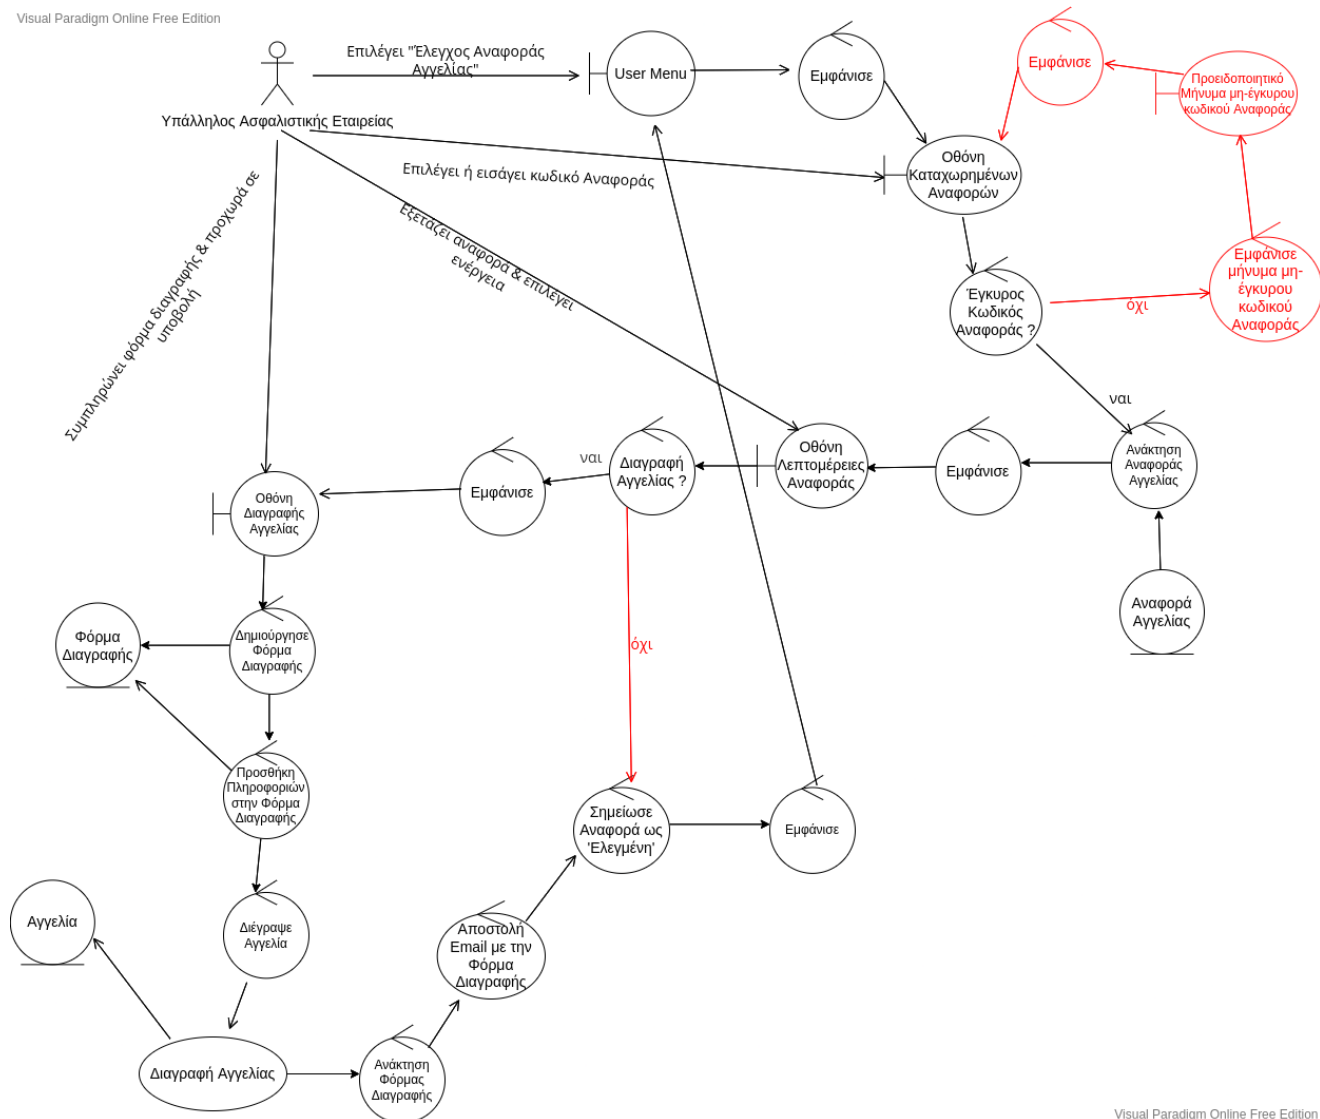 Visual Paradigm Online Free Edition
Επιλέγει "Έλεγχος Αναφοράς
Αγγελίας"
User Menu
Εμφάνισε
Εμφάνισε
Προειδοποιητικό
Μήνυμα μη-έγκυρου
κωδικού Αναφοράς
Υπάλληλος Ασφαλιστικής Εταιρείας
Επιλέγει ή εισάγει κωδικό Αναφοράς
Οθόνη
Καταχωρημένων
Αναφορών
Συμπληρώνει φόρμα διαγραφής & προχωρά σε
υποβολή
Εξετάζει αναφορά & επιλέγει
ενέργεια
Έγκυρος
Κωδικός
Αναφοράς ?
όχι
Εμφάνισε
μήνυμα μη-
έγκυρου
κωδικού
Αναφοράς
ναι
Οθόνη
Διαγραφής
Αγγελίας
Εμφάνισε
ναι
Διαγραφή
Αγγελίας ?
Οθόνη
Λεπτομέρειες
Αναφοράς
Εμφάνισε
Ανάκτηση
Αναφοράς
Αγγελίας
Αναφορά
Αγγελίας
Φόρμα
Διαγραφής
Δημιούργησε
Φόρμα
Διαγραφής
όχι
Προσθήκη
Πληροφοριών
στην Φόρμα
Διαγραφής
Σημείωσε
Αναφορά ως
'Ελεγμένη'
Εμφάνισε
Αγγελία
Διέγραψε
Αγγελία
Αποστολή
Email με την
Φόρμα
Διαγραφής
Διαγραφή Αγγελίας
Ανάκτηση
Φόρμας
Διαγραφής
Visual Paradigm Online Free Edition